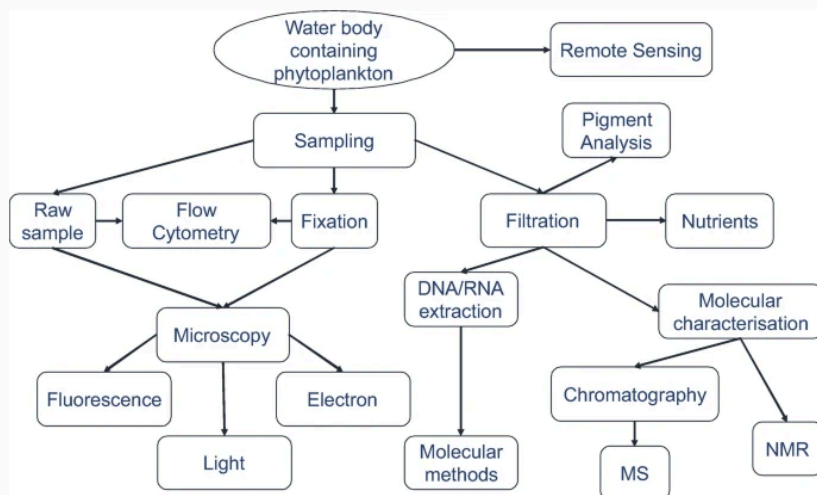 Water body
containing
phytoplankton
Remote Sensing
Sampling
Pigment
Analysis
Raw
sample
Flow
Cytometry
Fixation
Filtration
Nutrients
DNA/RNA
extraction
Molecular
characterisation
Microscopy
Fluorescence
Electron
Light
Chromatography
Molecular
methods
MS
NMR